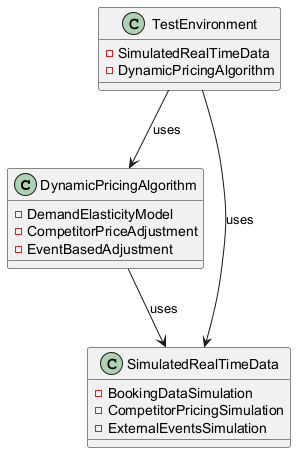 C TestEnvironment
SimulatedRealTimeData
DynamicPricingAlgorithm
uses
uses
C DynamicPricingAlgorithm
DemandElasticityModel
CompetitorPriceAdjustment
EventBasedAdjustment
uses
C SimulatedRealTimeData
BookingDataSimulation
CompetitorPricingSimulation
ExternalEventsSimulation